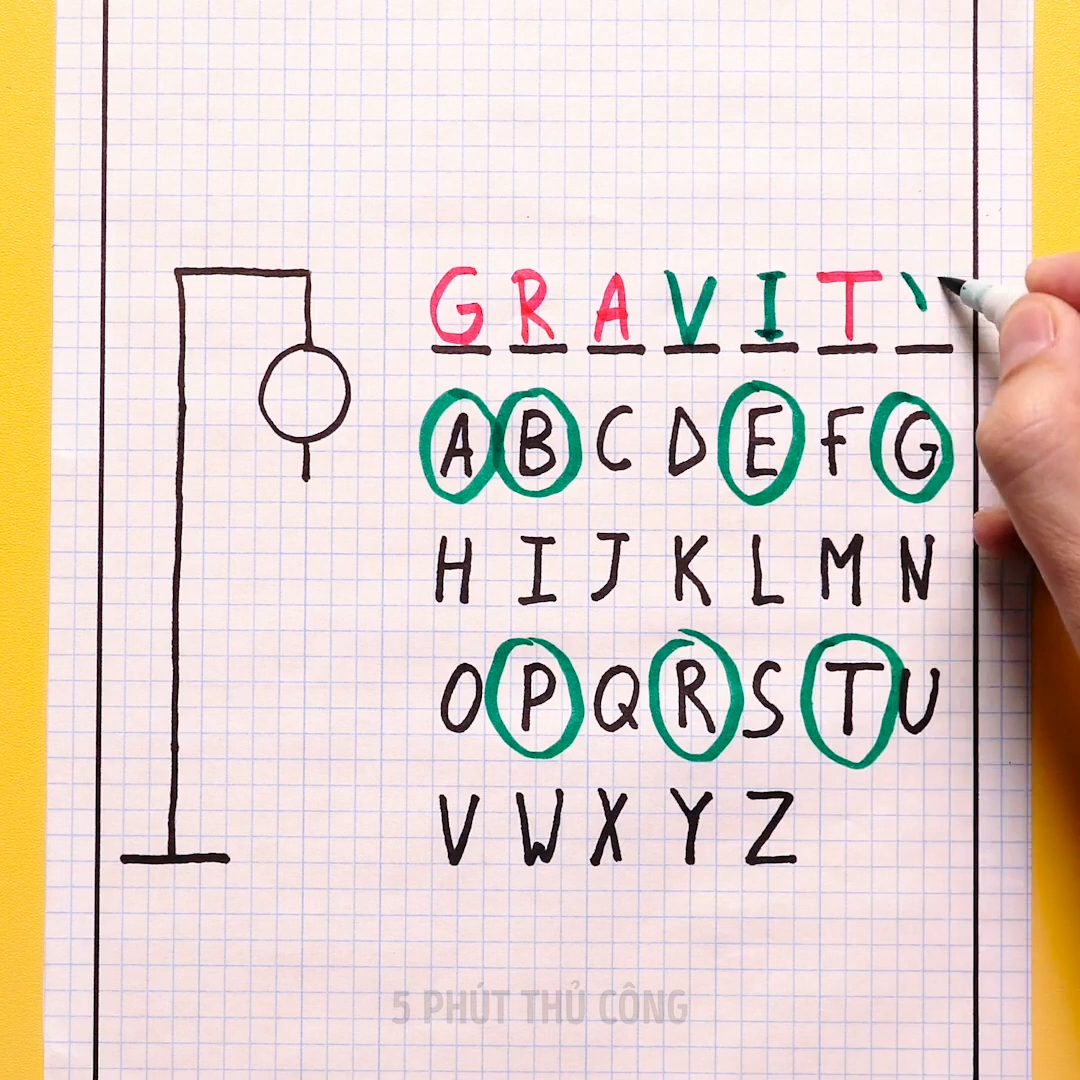 G R A V I T
A B C D E F G
H I J K L M N
O P Q R S T U
V W X Y Z
5 PHÚT THỦ CÔNG